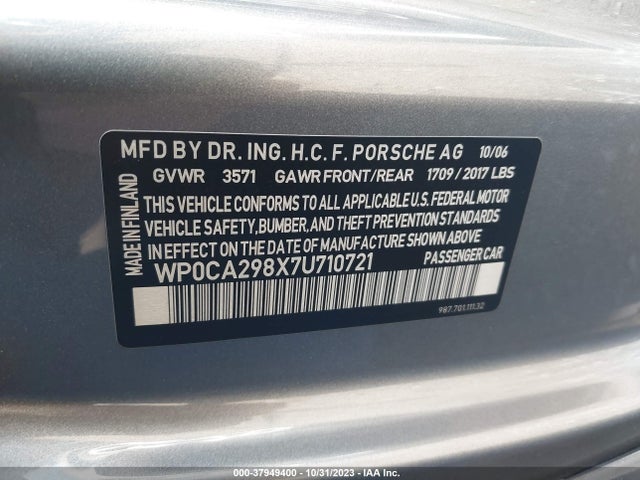 MFD BY DR. ING. H.C. F. PORSCHE AG 10/06
GVWR 3571 GAWR FRONT/REAR 1709 / 2017 LBS
THIS VEHICLE CONFORMS TO ALL APPLICABLE U.S. FEDERAL MOTOR
VEHICLE SAFETY, BUMPER, AND THEFT PREVENTION STANDARDS
IN EFFECT ON THE DATE OF MANUFACTURE SHOWN ABOVE
WP0CA298X7U710721 PASSENGER CAR
MADE IN FINLAND
987.701.111.32
000-37949400 - 10/31/2023 - IAA Inc.